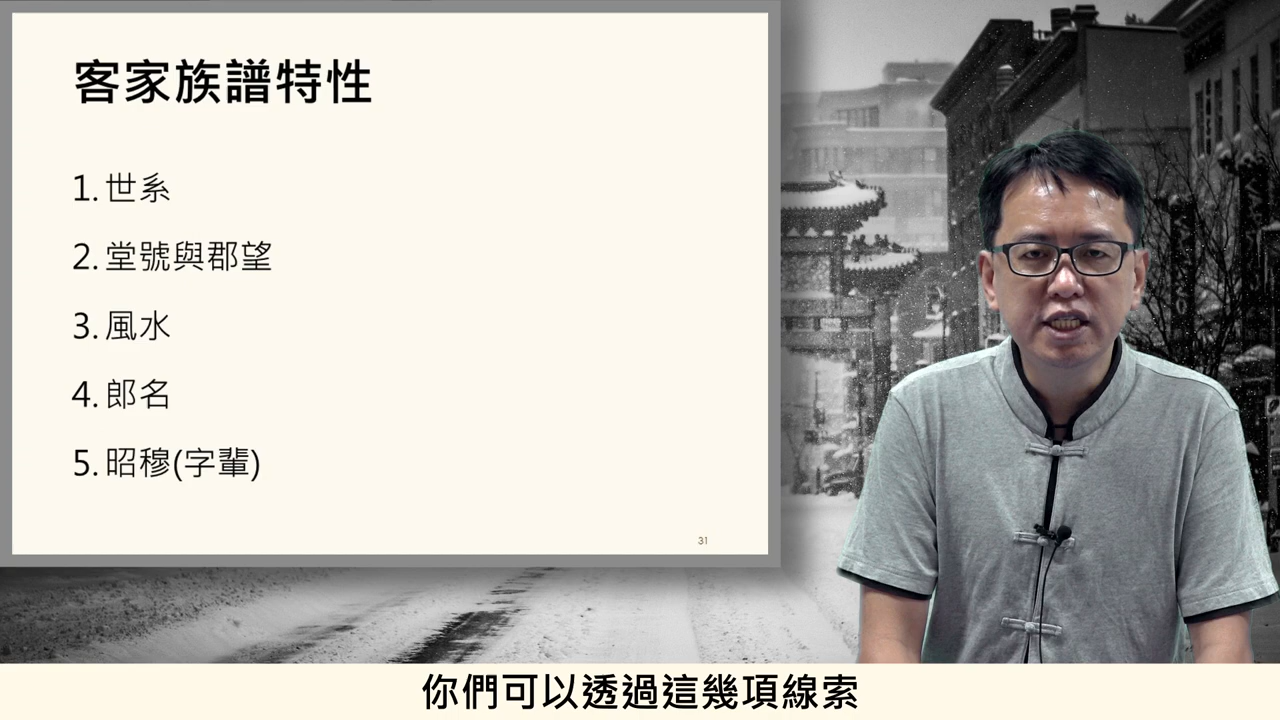 客家族譜特性
1. 世系
2. 堂號與郡望
3. 風水
4. 郎名
5. 昭穆(字輩)
31
你們可以透過這幾項線索